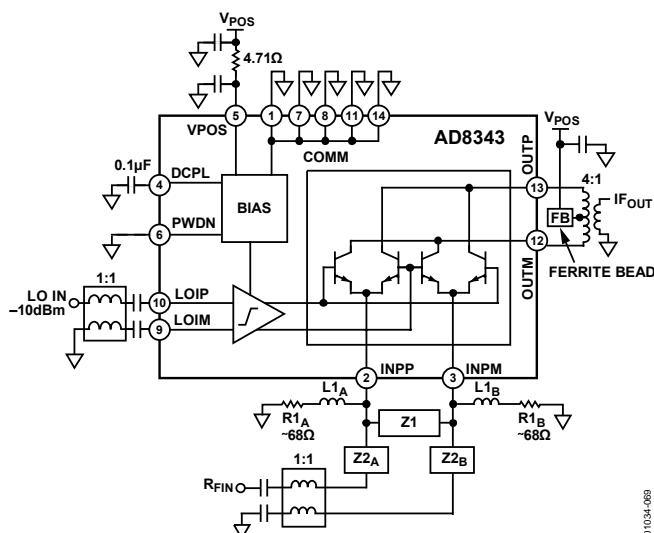 VPOS
4.71Ω
5
1
7
8
11
14
VPOS
COMM
AD8343
VPOS
0.1µF
4
DCPL
BIAS
6
PWDN
OUTP
13
4:1
FB
IFOUT
12
OUTM
FERRITE BEAD
1:1
LO IN
–10dBm
10
LOIP
9
LOIM
INPP
2
3
INPM
L1A
L1B
R1A
~68Ω
Z1
R1B
~68Ω
1:1
Z2A
Z2B
RFIN
01034-069